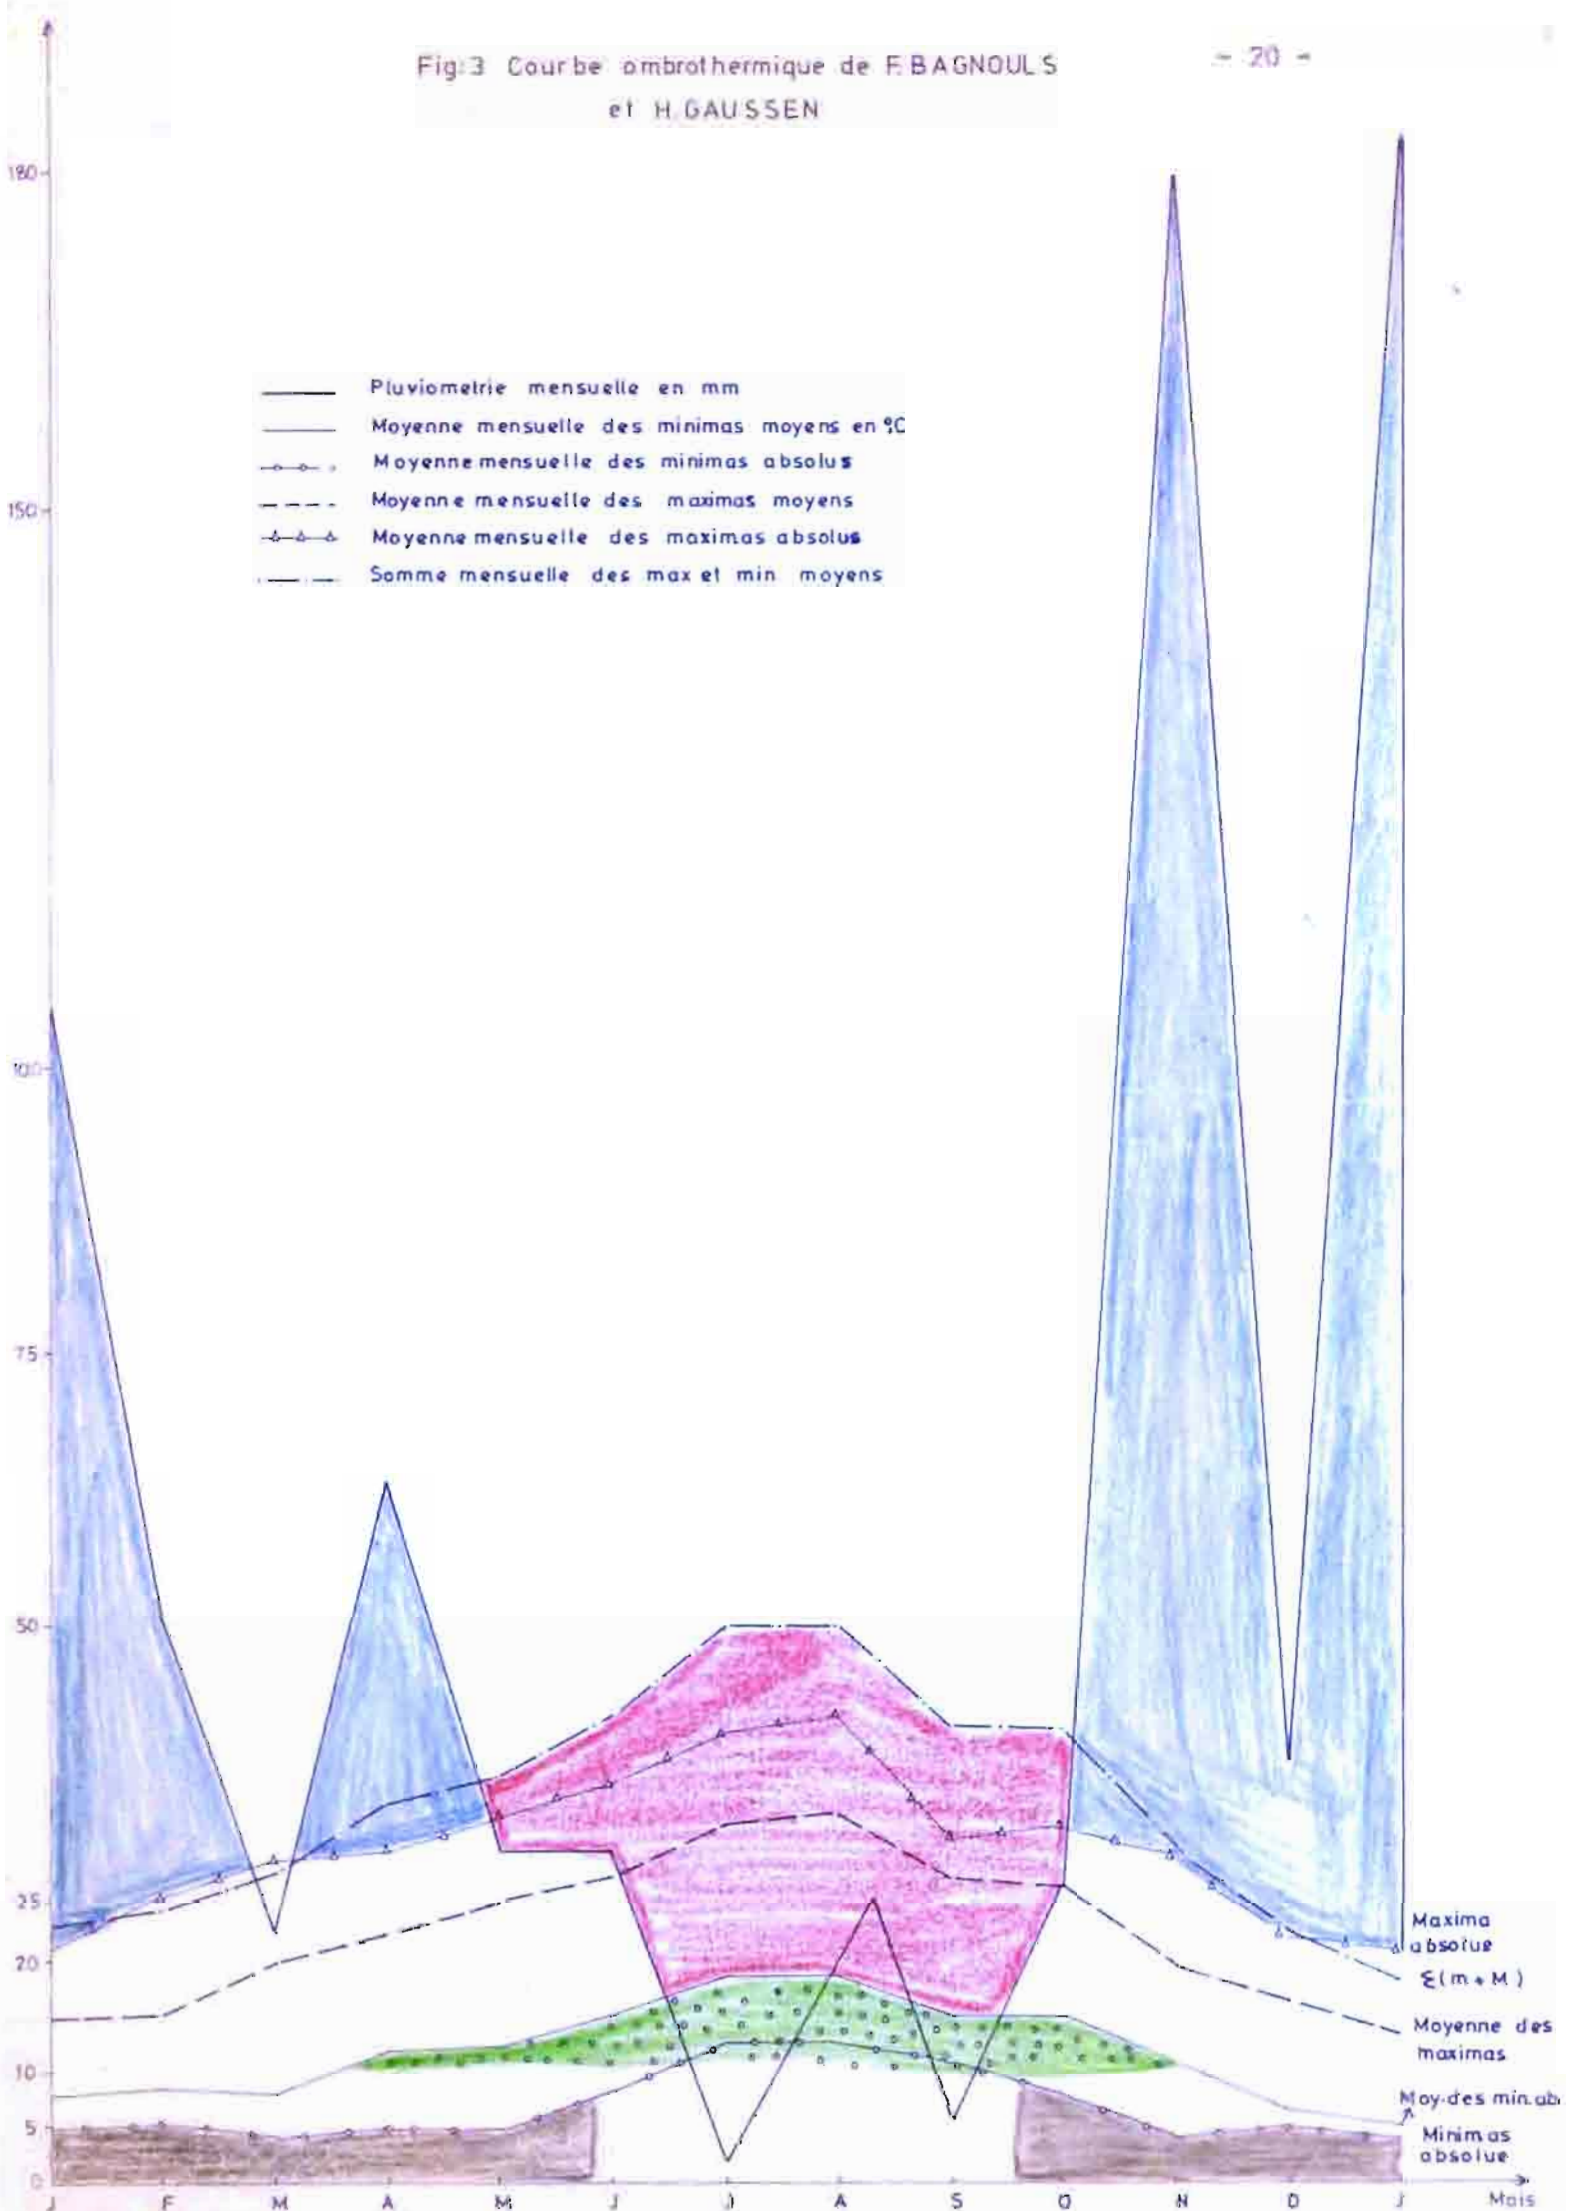 Fig:3 Courbe ombrothermique de F.BAGNOULS
et H.GAUSSEN
- 20 -
180
150
100
75
50
25
20
10
5
0
Pluviometrie mensuelle en mm
Moyenne mensuelle des minimas moyens en °C
Moyenne mensuelle des minimas absolus
Moyenne mensuelle des maximas moyens
Moyenne mensuelle des maximas absolus
Somme mensuelle des max et min moyens
Maxima
absolue
Σ(m+M)
Moyenne des
maximas
Moy.des min.ab
Minimas
absolue
J F M A M J J A S O N D J Mois